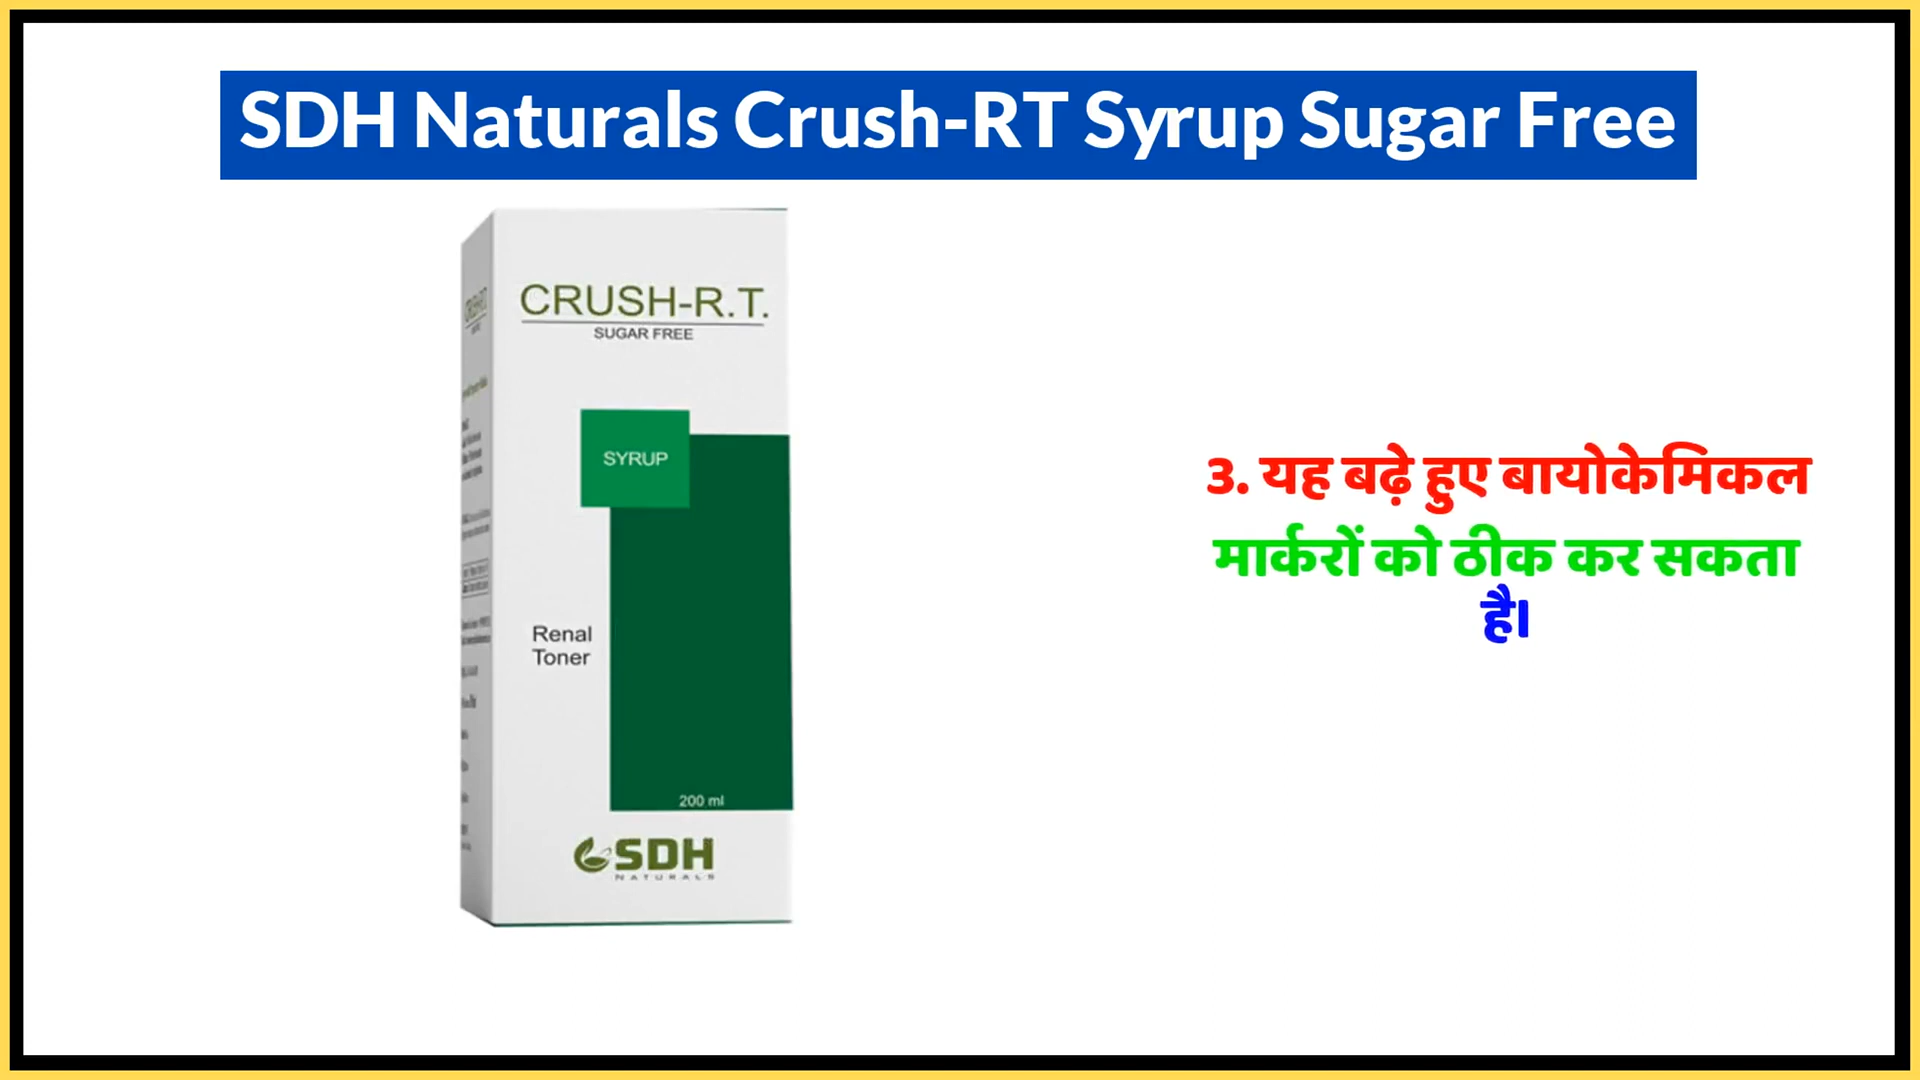 SDH Naturals Crush-RT Syrup Sugar Free
CRUSH-R.T.
SUGAR FREE
SYRUP
Renal
Toner
200 ml
SDH
NATURALS
3. यह बढ़े हुए बायोकेमिकल
मार्करों को ठीक कर सकता
है।